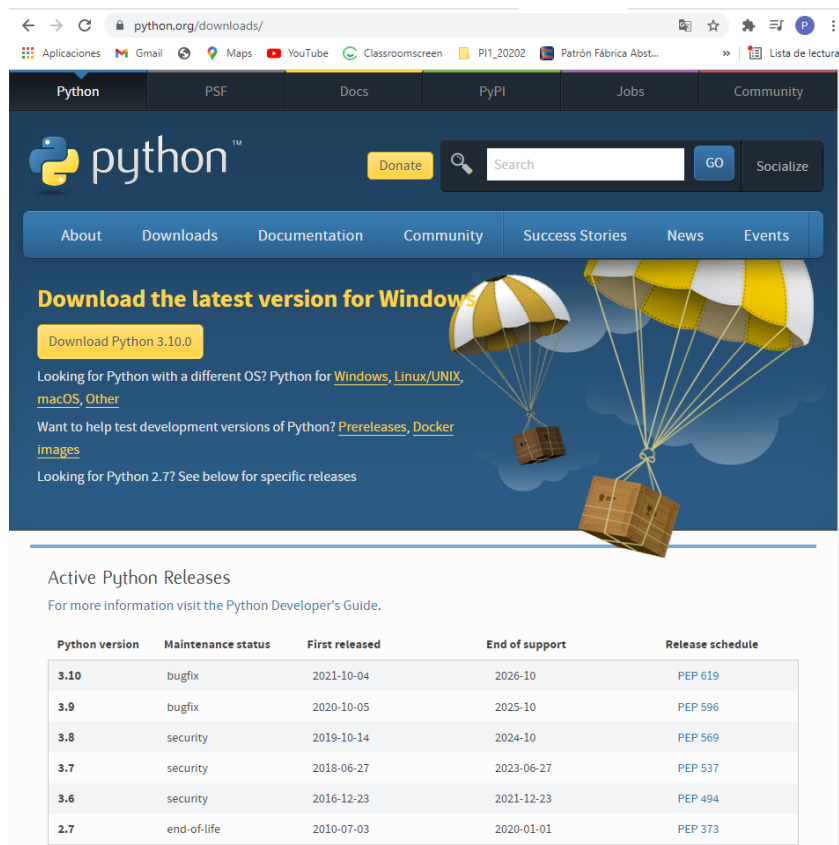 python.org/downloads/
P
Aplicaciones Gmail Maps YouTube Classroomscreen PI1_20202 Patrón Fábrica Abst... » Lista de lectura
Python PSF Docs PyPI Jobs Community
python™ Donate Search GO Socialize
About Downloads Documentation Community Success Stories News Events
Download the latest version for Windows
Download Python 3.10.0
Looking for Python with a different OS? Python for Windows, Linux/UNIX,
macOS, Other
Want to help test development versions of Python? Prereleases, Docker
images
Looking for Python 2.7? See below for specific releases
Active Python Releases
For more information visit the Python Developer's Guide.
Python version Maintenance status First released End of support Release schedule
3.10 bugfix 2021-10-04 2026-10 PEP 619
3.9 bugfix 2020-10-05 2025-10 PEP 596
3.8 security 2019-10-14 2024-10 PEP 569
3.7 security 2018-06-27 2023-06-27 PEP 537
3.6 security 2016-12-23 2021-12-23 PEP 494
2.7 end-of-life 2010-07-03 2020-01-01 PEP 373